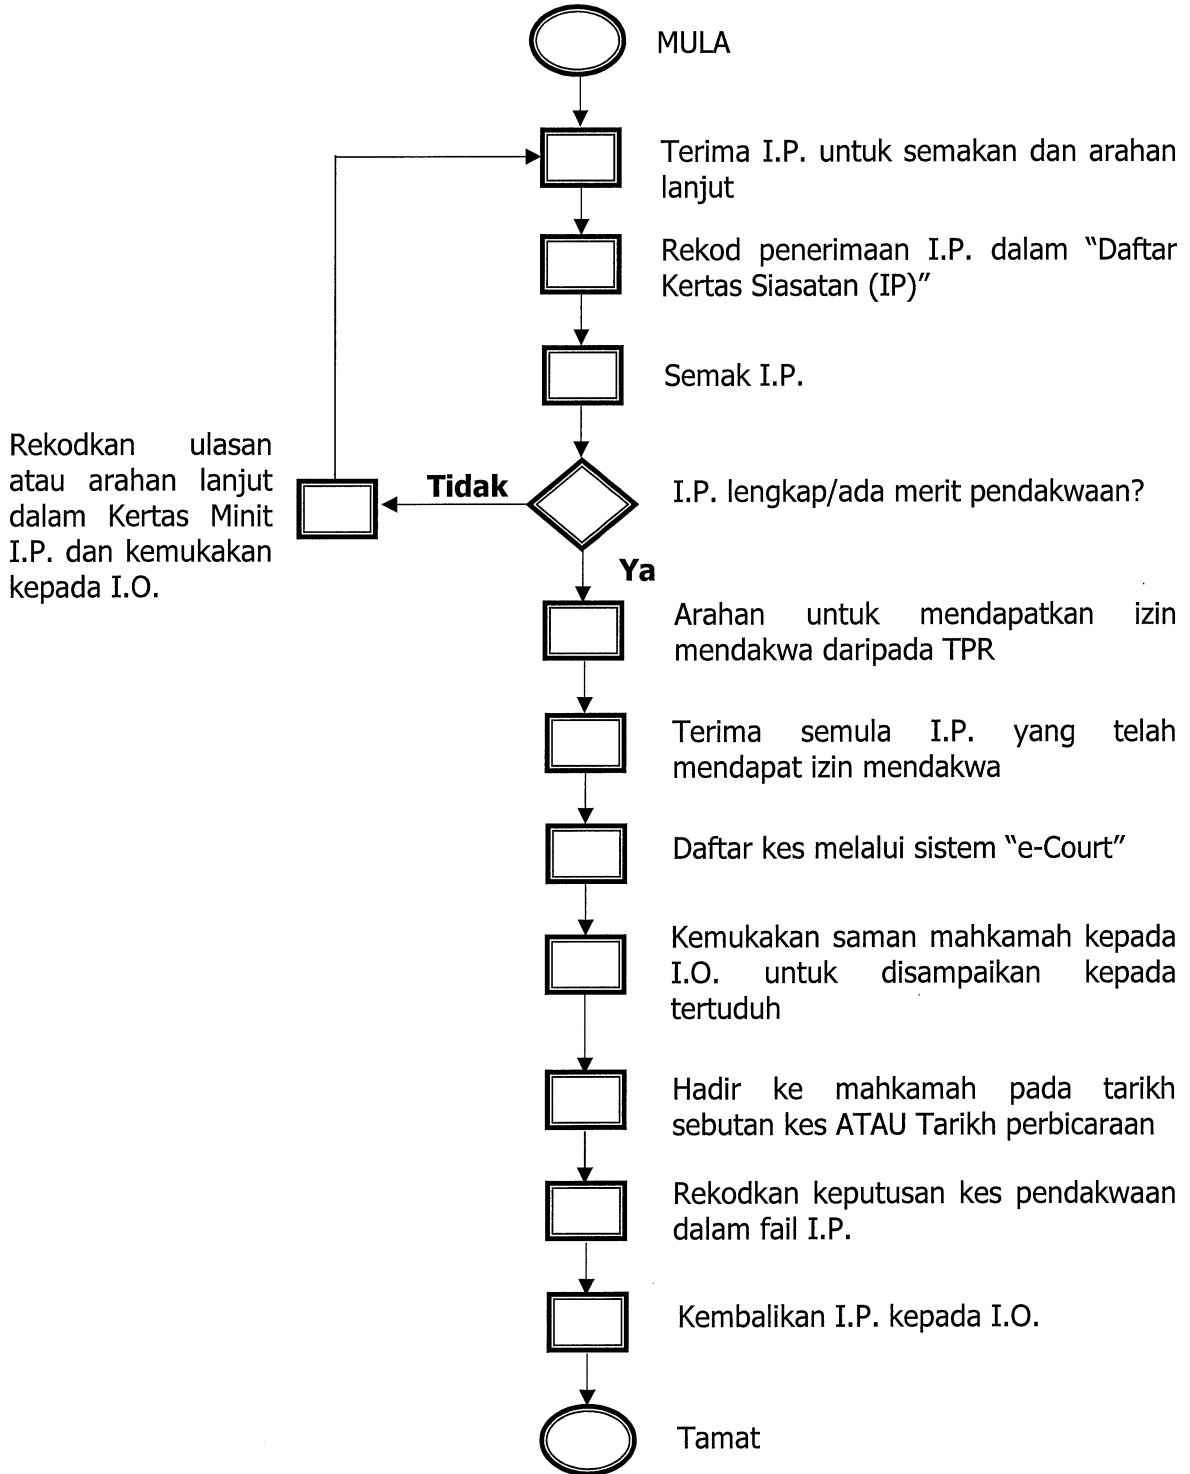 MULA
Terima I.P. untuk semakan dan arahan
lanjut
Rekod penerimaan I.P. dalam “Daftar
Kertas Siasatan (IP)”
Semak I.P.
Rekodkan ulasan
atau arahan lanjut
dalam Kertas Minit
I.P. dan kemukakan
kepada I.O.
Tidak
I.P. lengkap/ada merit pendakwaan?
Ya
Arahan untuk mendapatkan izin
mendakwa daripada TPR
Terima semula I.P. yang telah
mendapat izin mendakwa
Daftar kes melalui sistem “e-Court”
Kemukakan saman mahkamah kepada
I.O. untuk disampaikan kepada
tertuduh
Hadir ke mahkamah pada tarikh
sebutan kes ATAU Tarikh perbicaraan
Rekodkan keputusan kes pendakwaan
dalam fail I.P.
Kembalikan I.P. kepada I.O.
Tamat